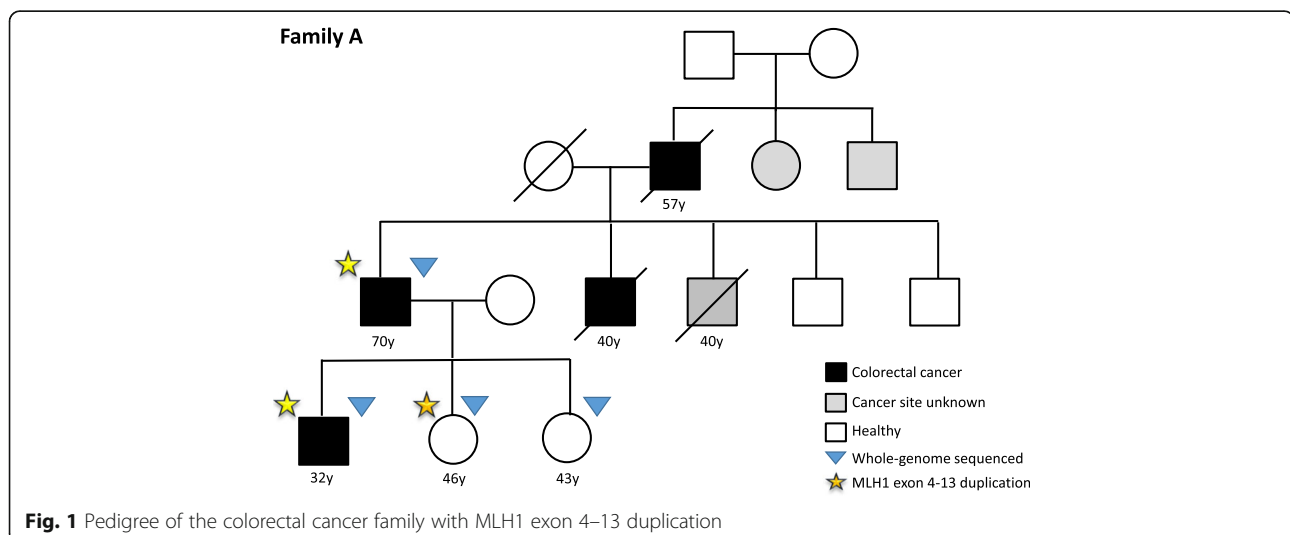 Family A
57y
70y
40y
40y
32y
46y
43y
Colorectal cancer
Cancer site unknown
Healthy
Whole-genome sequenced
MLH1 exon 4-13 duplication
Fig. 1 Pedigree of the colorectal cancer family with MLH1 exon 4–13 duplication